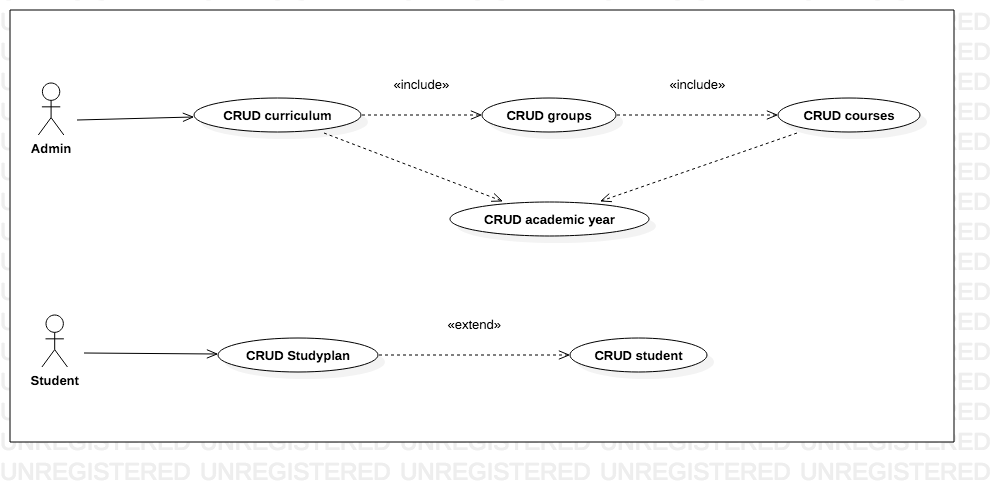 «include»
«include»
CRUD curriculum
CRUD groups
CRUD courses
Admin
CRUD academic year
«extend»
CRUD Studyplan
CRUD student
Student
UNREGISTERED UNREGISTERED UNREGISTERED UNREGISTERED UNREGISTERED